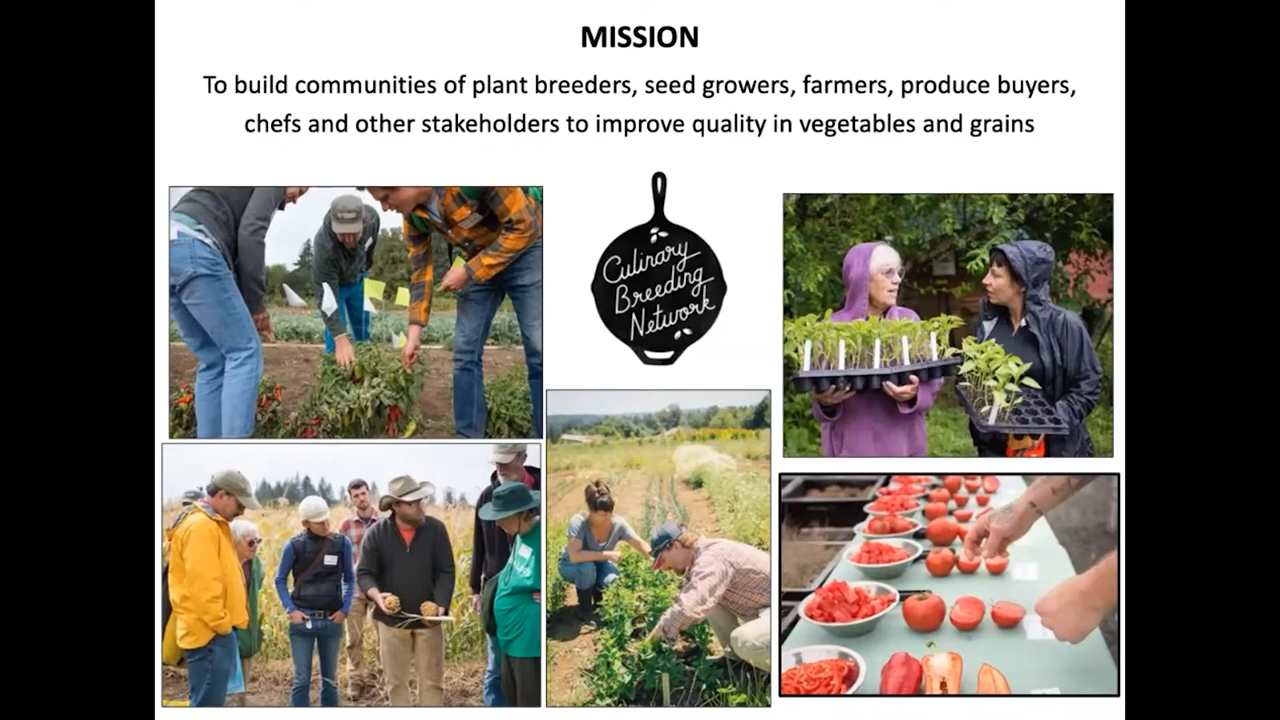 MISSION
To build communities of plant breeders, seed growers, farmers, produce buyers,
chefs and other stakeholders to improve quality in vegetables and grains
Culinary
Breeding
Network